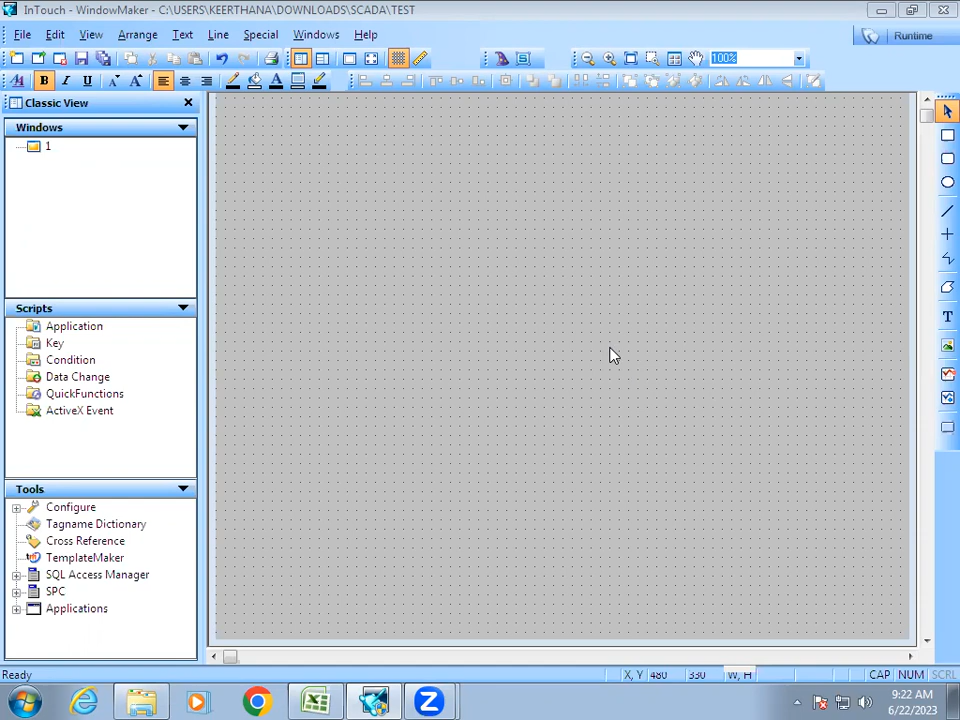 InTouch - WindowMaker - C:\USERS\KEERTHANA\DOWNLOADS\SCADA\TEST
File Edit View Arrange Text Line Special Windows Help Runtime
100%
B I U A A A
Classic View
Windows
1
Scripts
Application
Key
Condition
Data Change
QuickFunctions
ActiveX Event
Tools
Configure
Tagname Dictionary
Cross Reference
TemplateMaker
SQL Access Manager
SPC
Applications
T
Ready X, Y 480 330 W, H CAP NUM SCRL
9:22 AM
6/22/2023